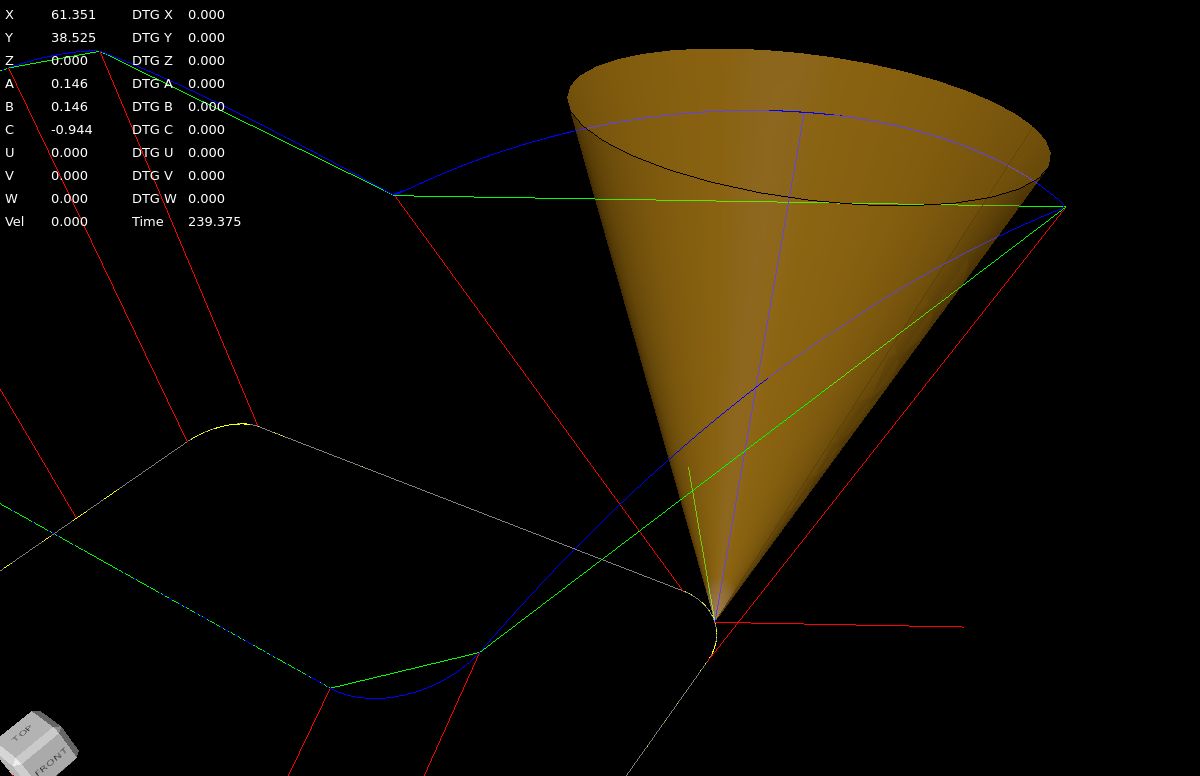 X 61.351 DTG X 0.000
Y 38.525 DTG Y 0.000
Z 0.000 DTG Z 0.000
A 0.146 DTG A 0.000
B 0.146 DTG B 0.000
C -0.944 DTG C 0.000
U 0.000 DTG U 0.000
V 0.000 DTG V 0.000
W 0.000 DTG W 0.000
Vel 0.000 Time 239.375
TOP
FRONT